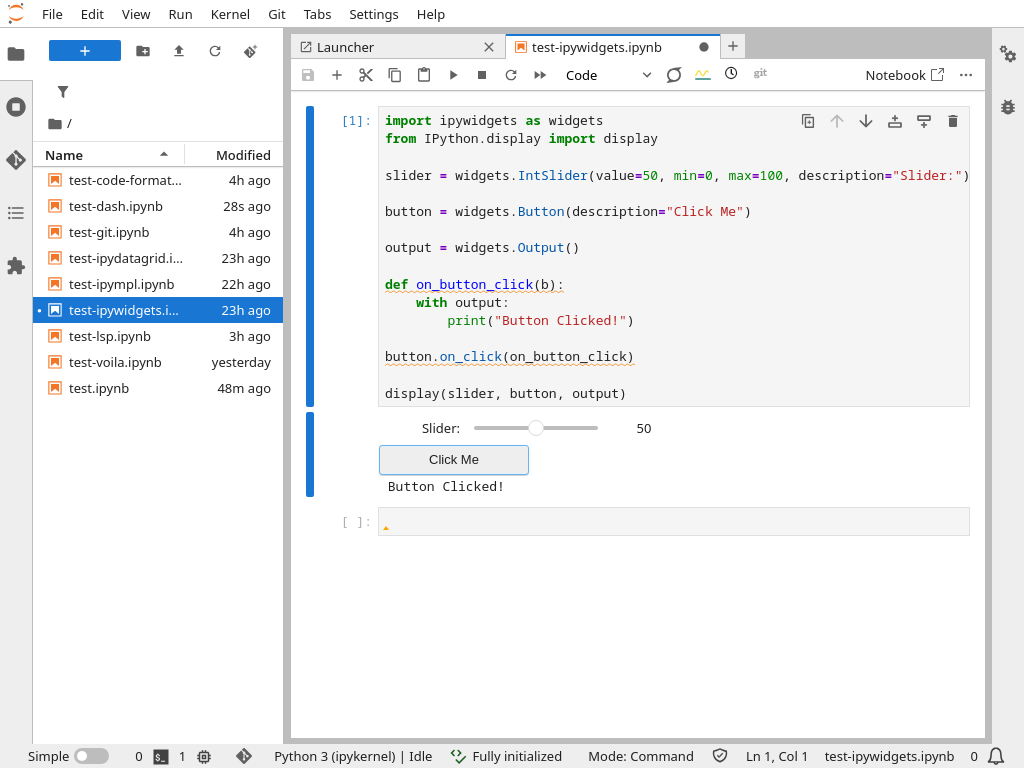 File Edit View Run Kernel Git Tabs Settings Help
Launcher
test-ipywidgets.ipynb
Code
git
Notebook
/
Name Modified
test-code-format... 4h ago
test-dash.ipynb 28s ago
test-git.ipynb 4h ago
test-ipydatagrid.i... 23h ago
test-ipympl.ipynb 22h ago
test-ipywidgets.i... 23h ago
test-lsp.ipynb 3h ago
test-voila.ipynb yesterday
test.ipynb 48m ago
[1]:
import ipywidgets as widgets
from IPython.display import display
slider = widgets.IntSlider(value=50, min=0, max=100, description="Slider:")
button = widgets.Button(description="Click Me")
output = widgets.Output()
def on_button_click(b):
    with output:
        print("Button Clicked!")
button.on_click(on_button_click)
display(slider, button, output)
Slider: 50
Click Me
Button Clicked!
[ ]:
Simple 0 1 Python 3 (ipykernel) | Idle Fully initialized Mode: Command Ln 1, Col 1 test-ipywidgets.ipynb 0